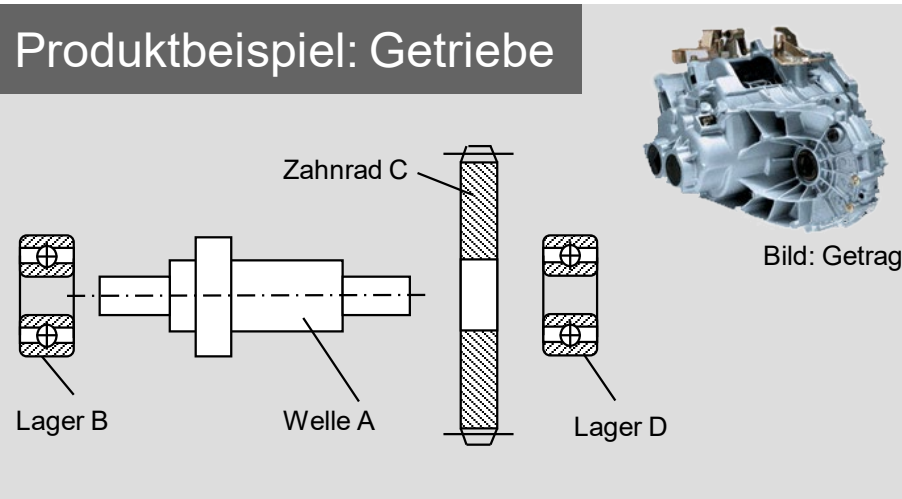 Produktbeispiel: Getriebe
Zahnrad C
Bild: Getrag
Lager B
Welle A
Lager D